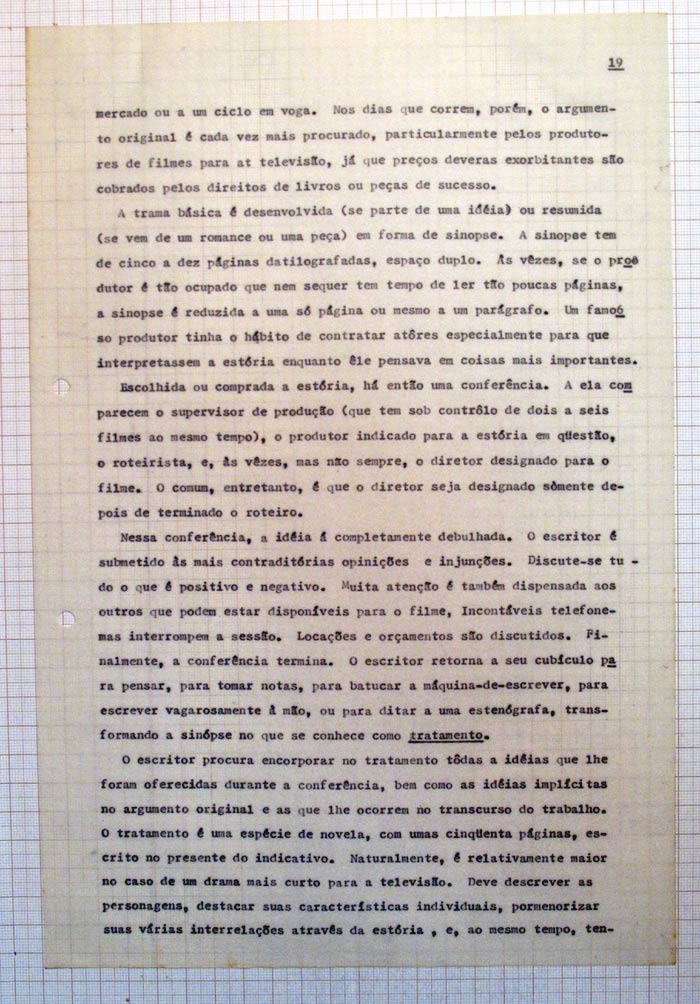 19
mercado ou a um ciclo em voga. Nos dias que correm, porém, o argumen-
to original é cada vez mais procurado, particularmente pelos produto-
res de filmes para at televisão, já que preços deveras exorbitantes são
cobrados pelos direitos de livros ou peças de sucesso.
A trama básica é desenvolvida (se parte de uma idéia) ou resumida
(se vem de um romance ou uma peça) em forma de sinopse. A sinopse tem
de cinco a dez páginas datilografadas, espaço duplo. As vêzes, se o proõ
dutor é tão ocupado que nem sequer tem tempo de ler tão poucas páginas,
a sinopse é reduzida a uma só página ou mesmo a um parágrafo. Um famo6
so produtor tinha o hábito de contratar atôres especialmente para que
interpretassem a estória enquanto êle pensava em coisas mais importantes.
Escolhida ou comprada a estória, há então uma conferência. A ela com
parecem o supervisor de produção (que tem sob contrôlo de dois a seis
filmes ao mesmo tempo), o produtor indicado para a estória em qüestão,
o roteirista, e, às vêzes, mas não sempre, o diretor designado para o
filme. O comum, entretanto, é que o diretor seja designado sòmente de-
pois de terminado o roteiro.
Nessa conferência, a idéia á completamente debulhada. O escritor é
submetido às mais contraditórias opinições e injunções. Discute-se tu -
do o que é positivo e negativo. Muita atenção é também dispensada aos
outros que podem estar disponíveis para o filme, Incontáveis telefone-
mas interrompem a sessão. Locações e orçamentos são discutidos. Fi-
nalmente, a conferência termina. O escritor retorna a seu cubículo pa
ra pensar, para tomar notas, para batucar a máquina-de-escrever, para
escrever vagarosamente à mão, ou para ditar a uma estenógrafa, trans-
formando a sinópse no que se conhece como tratamento.
O escritor procura encorporar no tratamento tôdas a idéias que lhe
foram oferecidas durante a conferência, bem como as idéias implícitas
no argumento original e as que lhe ocorrem no transcurso do trabalho.
O tratamento é uma espécie de novela, com umas cinqüenta páginas, es-
crito no presente do indicativo. Naturalmente, é relativamente maior
no caso de um drama mais curto para a televisão. Deve descrever as
personagens, destacar suas características individuais, pormenorizar
suas várias interrelações através da estória , e, ao mesmo tempo, ten-